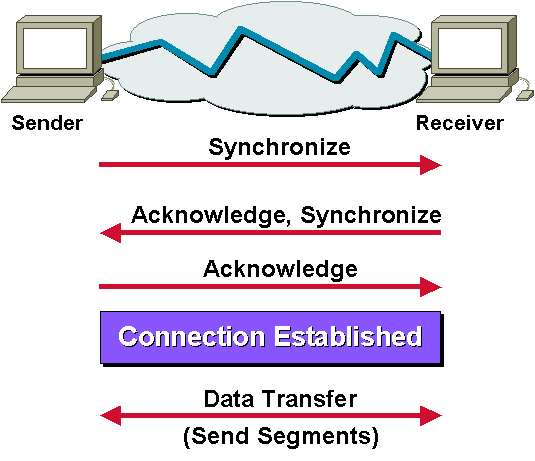 Sender
Receiver
Synchronize
Acknowledge, Synchronize
Acknowledge
Connection Established
Data Transfer
(Send Segments)